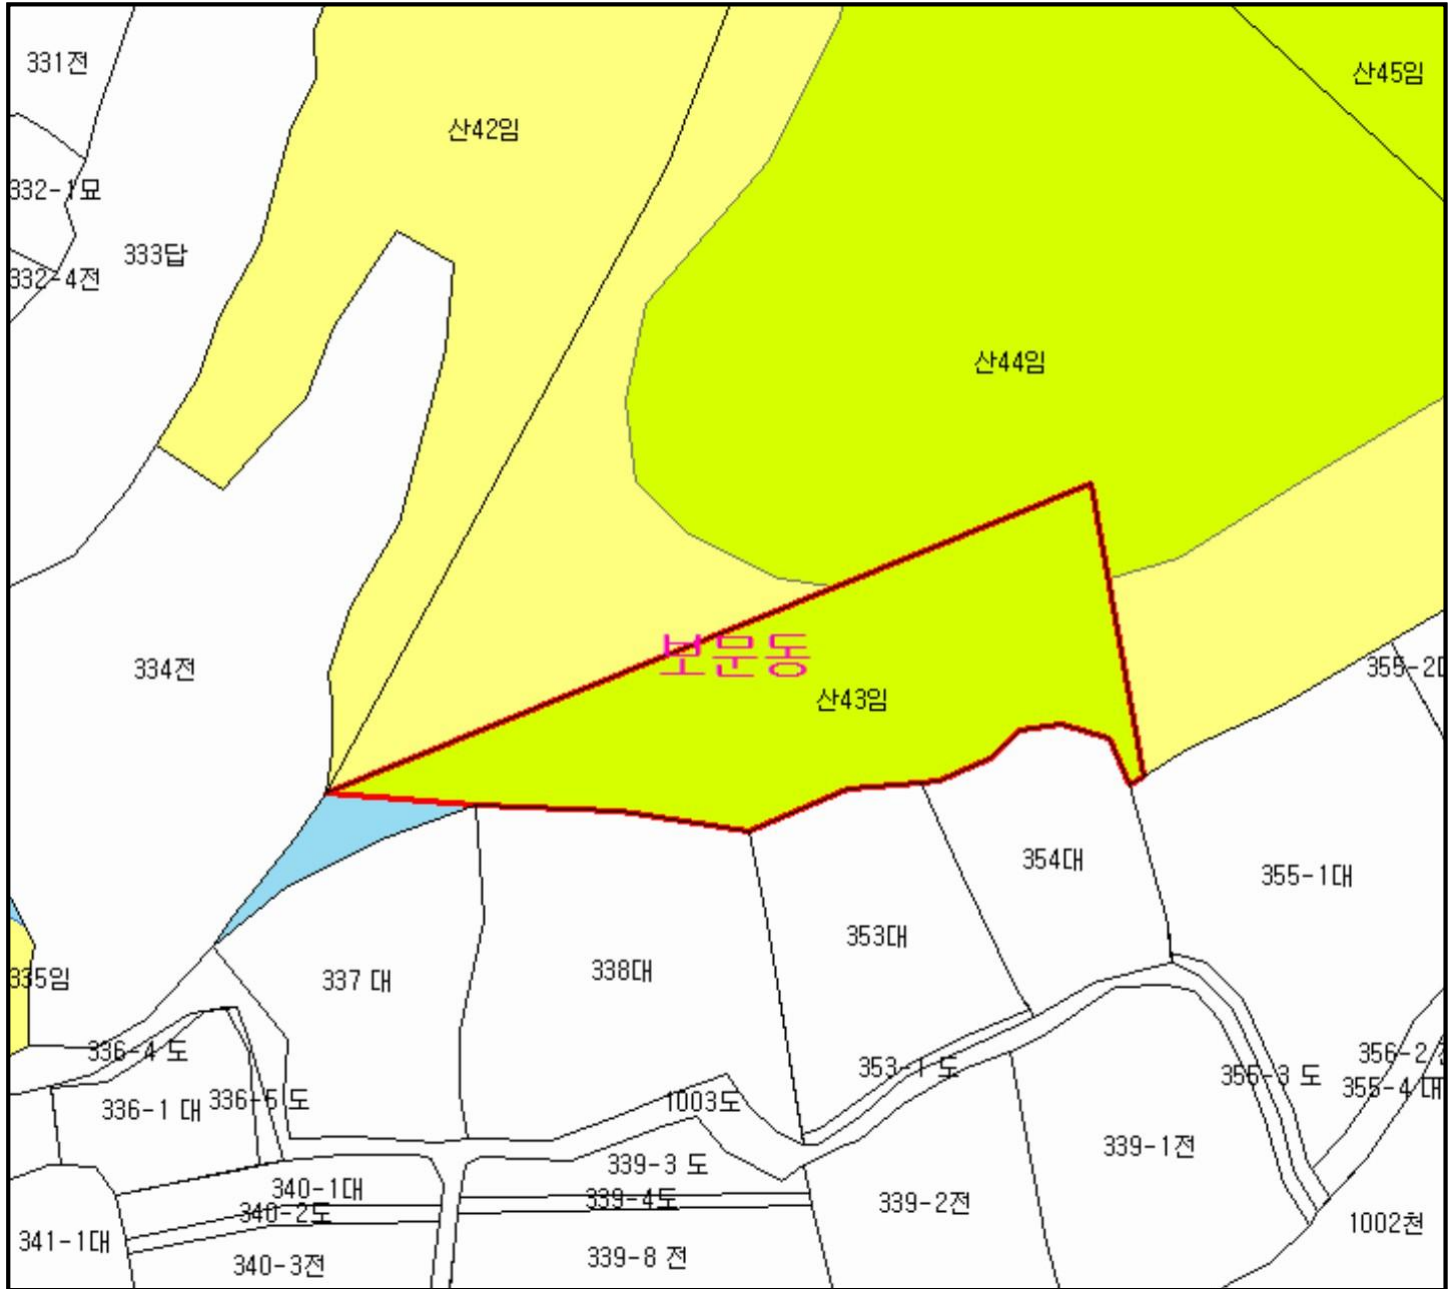 331전
산45임
산42임
332-1묘
333답
332-4전
산44임
보문동
334전
355-2
산43임
354대
355-1대
353대
338대
335임
337 대
336-4 도
353-1 도
356-2
355-3 도
355-4 대
336-1 대
336-5 도
1003도
339-1전
339-3 도
340-1대
339-4도
339-2전
340-2도
1002천
341-1대
339-8 전
340-3전